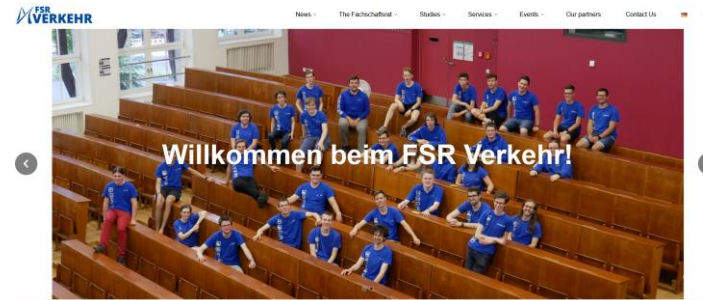 FSR
VERKEHR
News
The Fachschaftsrat
Studies
Services
Events
Our partners
Contact Us
Willkommen beim FSR Verkehr!